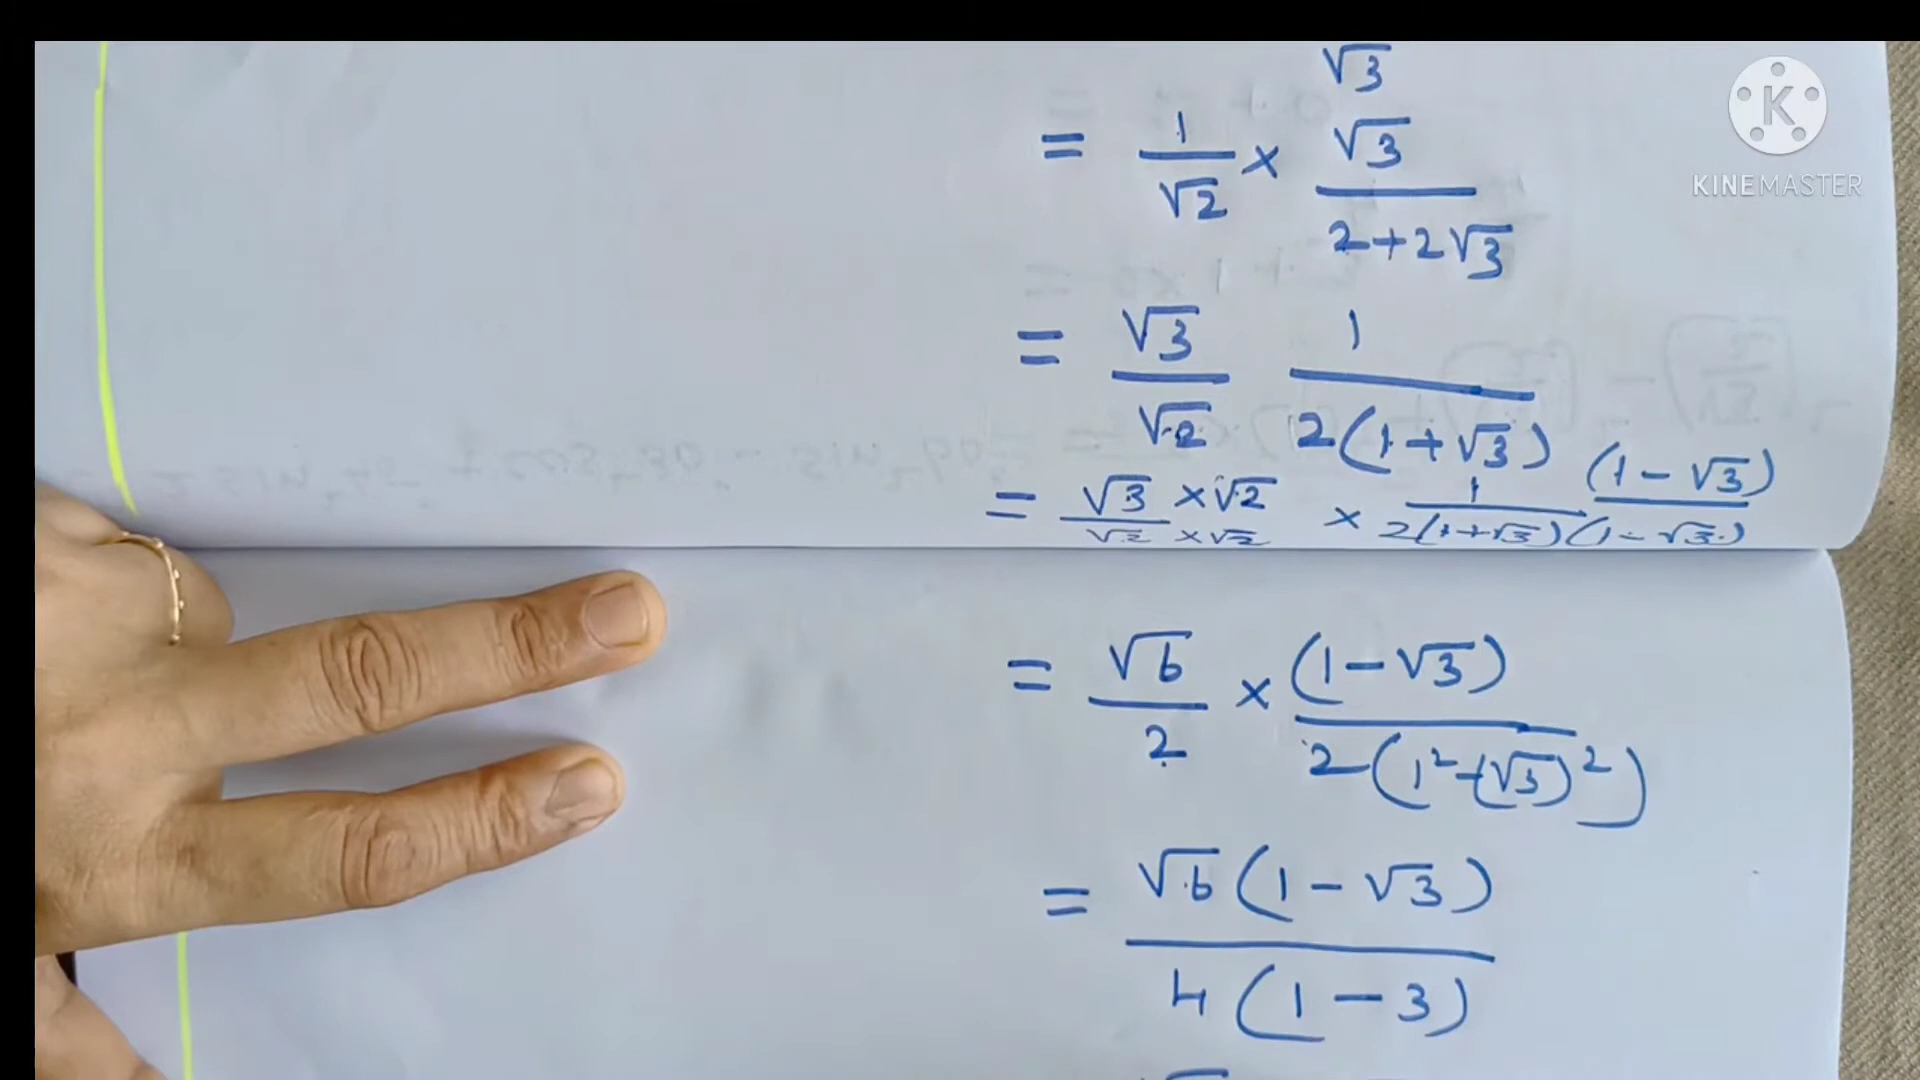 √3
= 1/√2 × √3/(2+2√3)
= √3/√2 1/(2(1+√3))
= (√3 ×√2)/(√2 ×√2) × 1/(2(1+√3)) (1-√3)/(1-√3)
= √6/2 × (1-√3)/(2(1²-(√3)²))
= √6(1-√3)/(4(1-3))
K
KINEMASTER